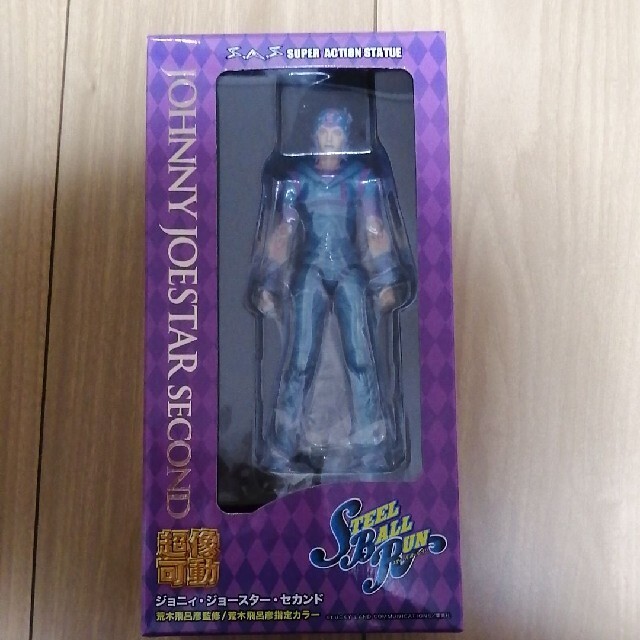 S.A.S SUPER ACTION STATUE
JOHNNY JOESTAR.SECOND
STEEL
BALL
RUN
超像
可動
ジョニィ・ジョースター・セカンド
荒木飛呂彦監修/荒木飛呂彦指定カラー